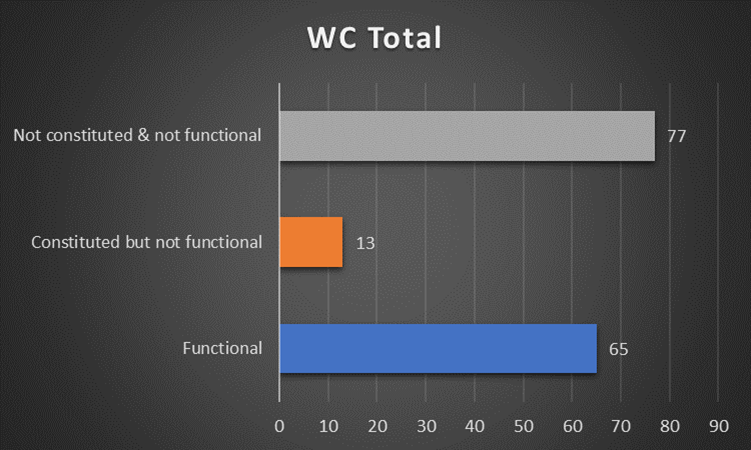 WC Total
Not constituted & not functional
77
Constituted but not functional
13
Functional
65
0 10 20 30 40 50 60 70 80 90